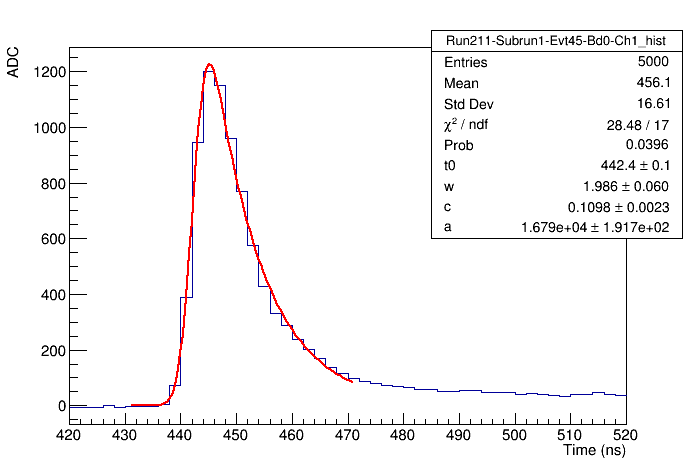 Run211-Subrun1-Evt45-Bd0-Ch1_hist
Entries 5000
Mean 456.1
Std Dev 16.61
χ² / ndf 28.48 / 17
Prob 0.0396
t0 442.4 ± 0.1
w 1.986 ± 0.060
c 0.1098 ± 0.0023
a 1.679e+04 ± 1.917e+02
ADC
1200
1000
800
600
400
200
0
420 430 440 450 460 470 480 490 500 510 520
Time (ns)